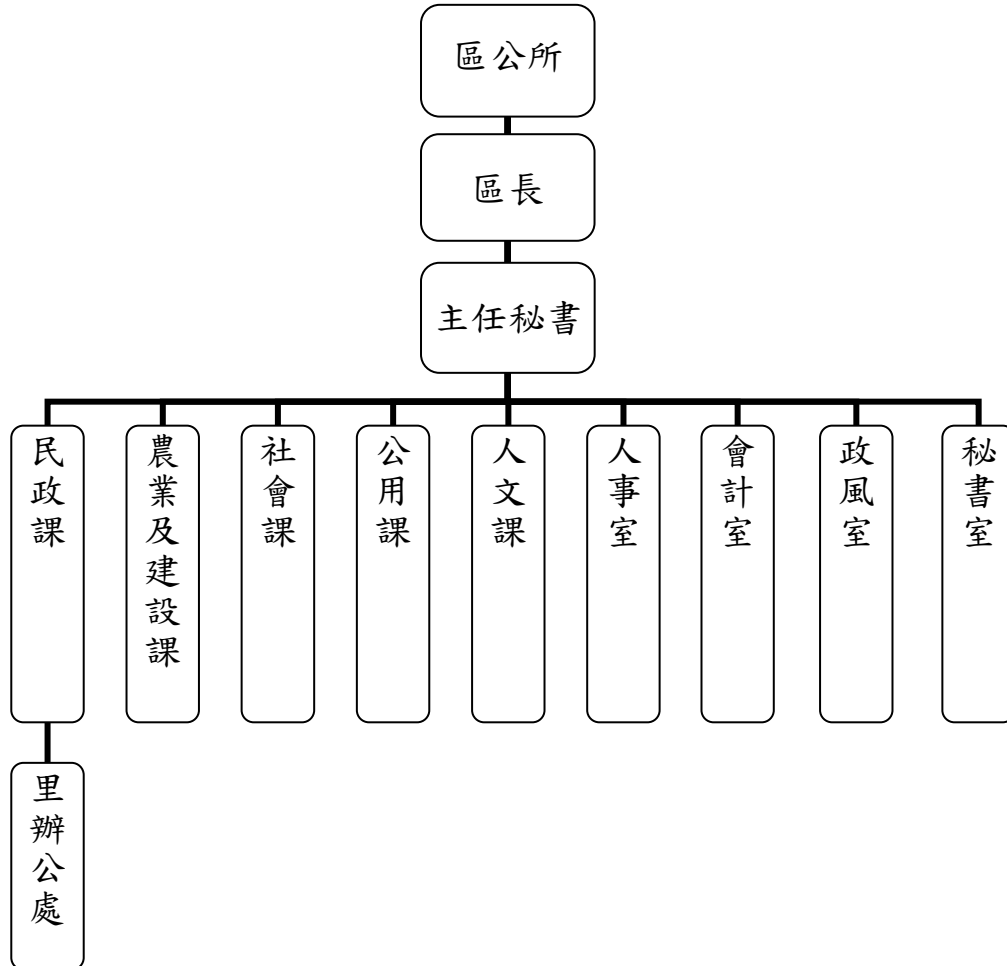 區公所
區長
主任秘書
民政課
農業及建設課
社會課
公用課
人文課
人事室
會計室
政風室
秘書室
里辦公處